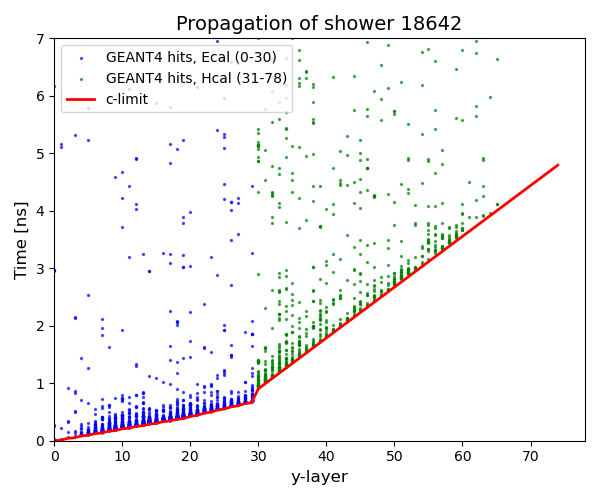 Propagation of shower 18642
GEANT4 hits, Ecal (0-30)
GEANT4 hits, Hcal (31-78)
c-limit
Time [ns]
7
6
5
4
3
2
1
0
0 10 20 30 40 50 60 70
y-layer